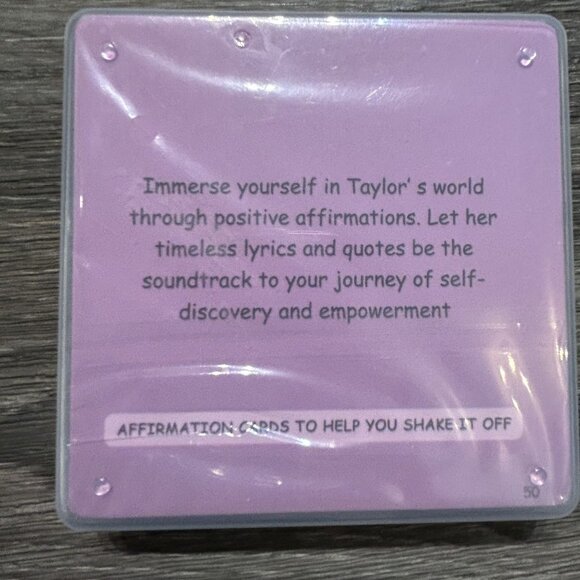 Immerse yourself in Taylor' s world
through positive affirmations. Let her
timeless lyrics and quotes be the
soundtrack to your journey of self-
discovery and empowerment
AFFIRMATION CARDS TO HELP YOU SHAKE IT OFF
50